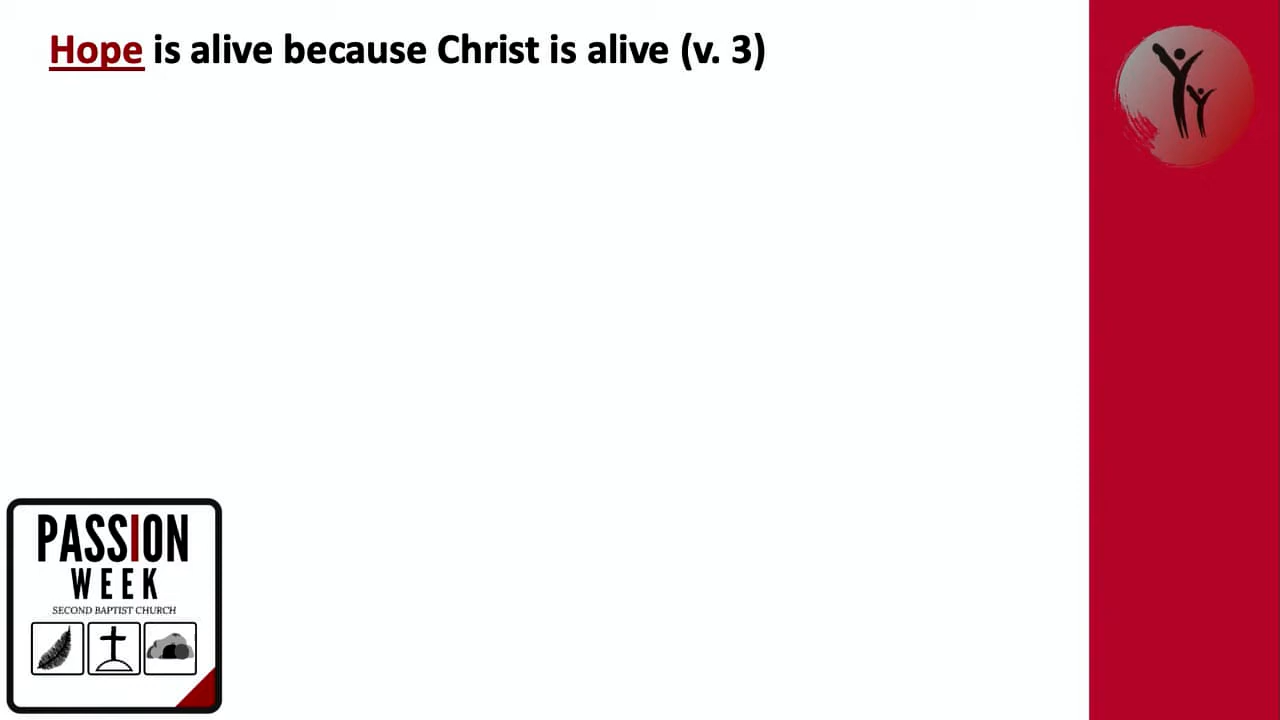 Hope is alive because Christ is alive (v. 3)
PASSION
WEEK
SECOND BAPTIST CHURCH